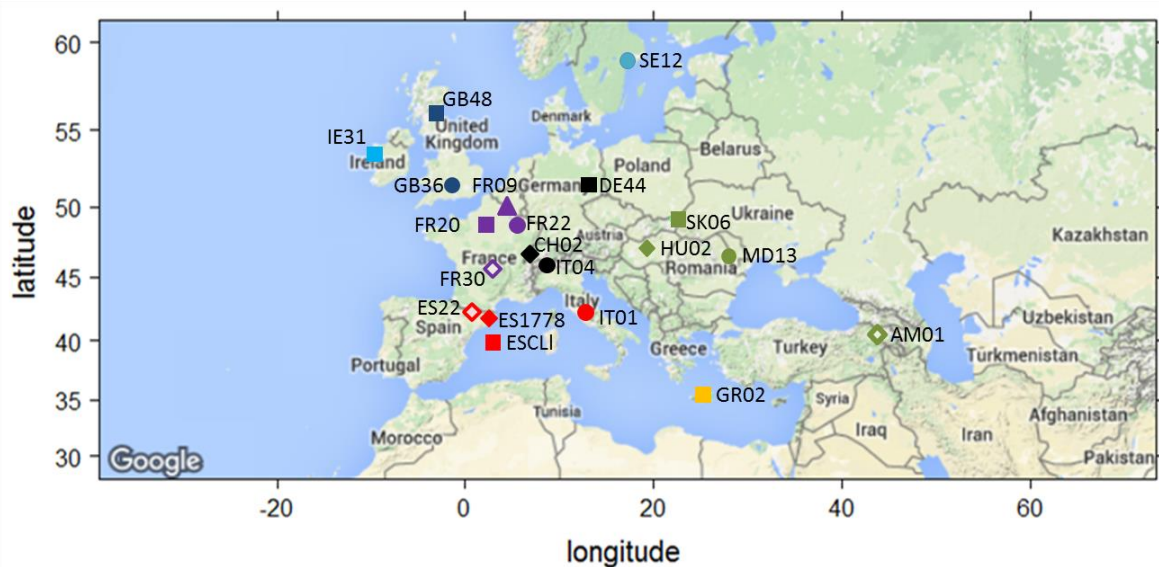 60
SE12
GB48
Denmark
55
United
Kingdom
IE31
Ireland
Belarus
Poland
GB36
FR09
Germany
DE44
50
Ukraine
SK06
FR20
FR22
Austria
Kazakhstan
CH02
HU02
MD13
France
IT04
Romania
45
FR30
ES22
Italy
ES1778
IT01
Uzbekistan
Spain
AM01
40
ESCLI
Greece
Turkey
Türkmenistan
Portugal
GR02
35
Syria
Tunisia
Afghanistan
Iraq
Iran
Morocco
30
Google
Pakistan
latitude
-20
0
20
40
60
longitude